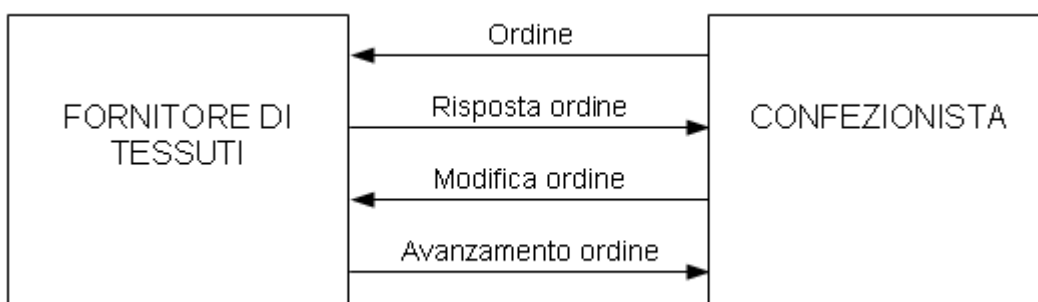 Ordine
FORNITORE DI
TESSUTI
Risposta ordine
CONFEZIONISTA
Modifica ordine
Avanzamento ordine